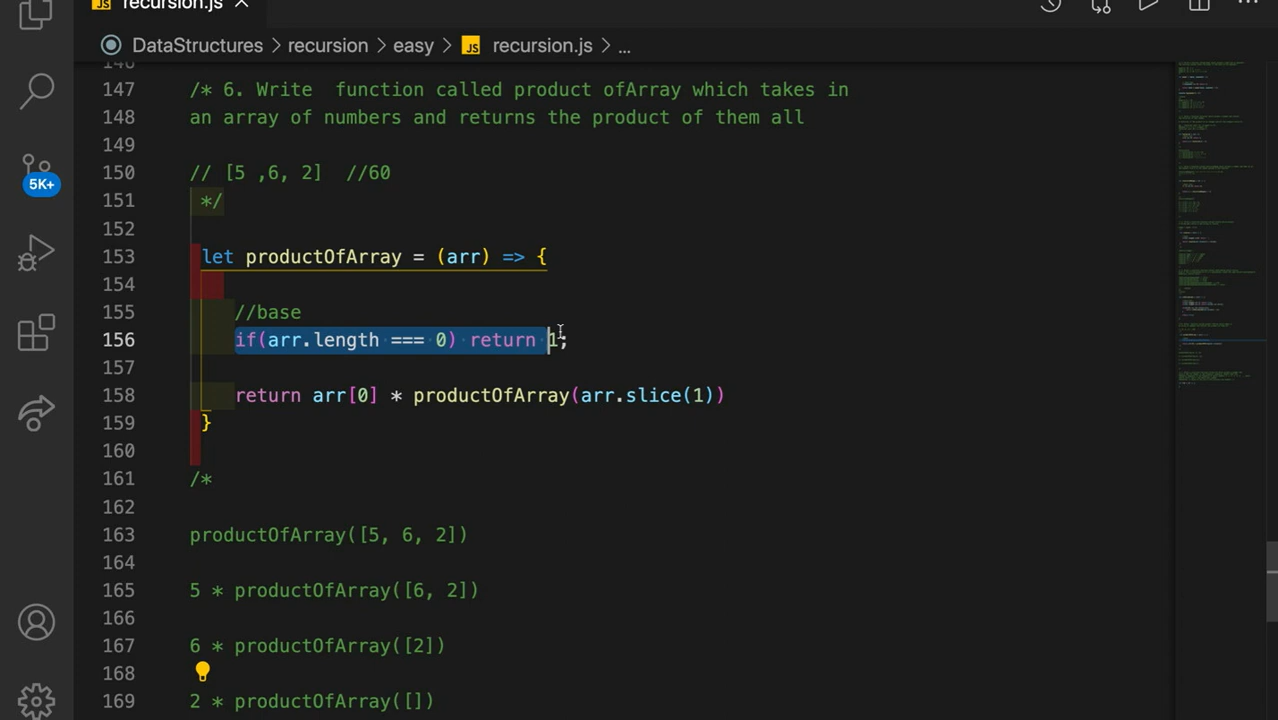 JS recursion.js ×
DataStructures > recursion > easy > JS recursion.js > ...
146
147 /* 6. Write  function called product ofArray which takes in
148 an array of numbers and returns the product of them all
149
150 // [5 ,6, 2]  //60
151 */
152
153 let productOfArray = (arr) => {
154
155 //base
156 if(arr.length === 0) return 1;
157
158 return arr[0] * productOfArray(arr.slice(1))
159 }
160
161 /*
162
163 productOfArray([5, 6, 2])
164
165 5 * productOfArray([6, 2])
166
167 6 * productOfArray([2])
168
169 2 * productOfArray([])
5K+